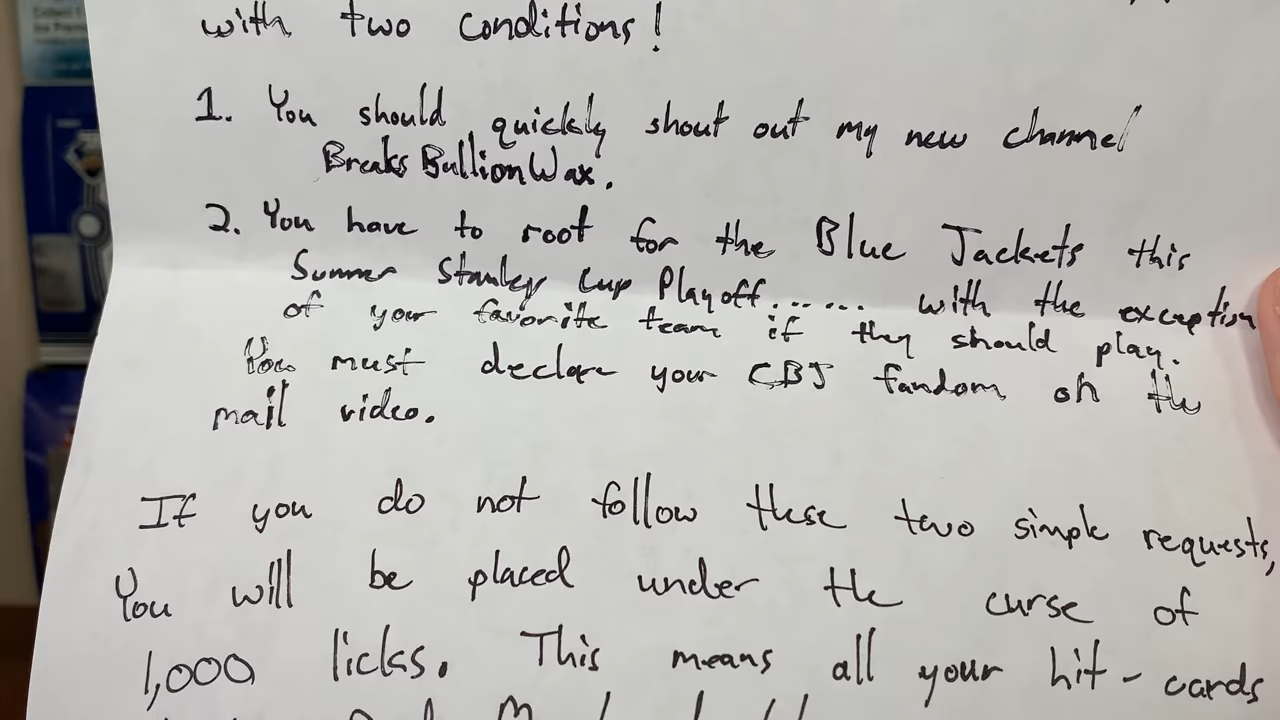 with two conditions!
1. You should quickly shout out my new channel
Breaks Bullion Wax.
2. You have to root for the Blue Jackets this
Summer Stanley Cup Playoff...... with the exception
of your favorite team if they should play.
You must declare your CBJ fandom on the
mail video.
If you do not follow these two simple requests,
You will be placed under the curse of
1,000 licks. This means all your hit-cards